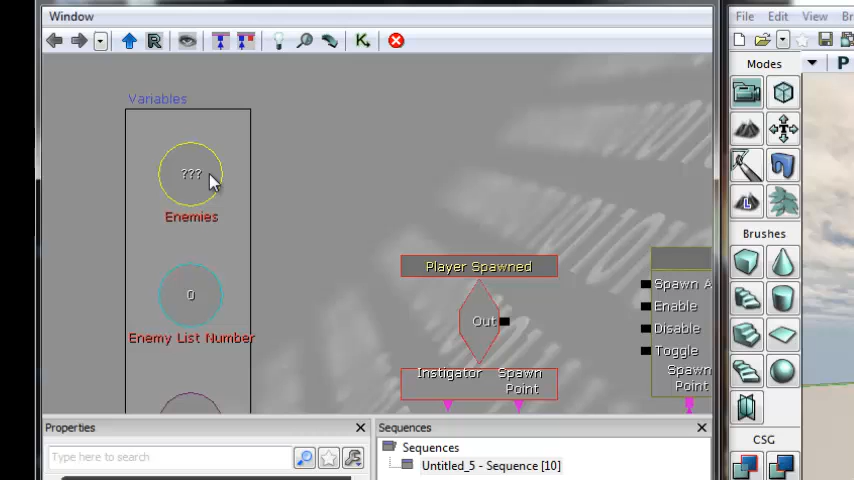 Window
File Edit View
Modes
P
Variables
???
Enemies
Player Spawned
0
Out
Enemy List Number
Instigator Spawn
Point
Spawn
Enable
Disable
Toggle
Spawn
Point
Brushes
CSG
Properties
Sequences
Type here to search
Sequences
Untitled_5 - Sequence [10]